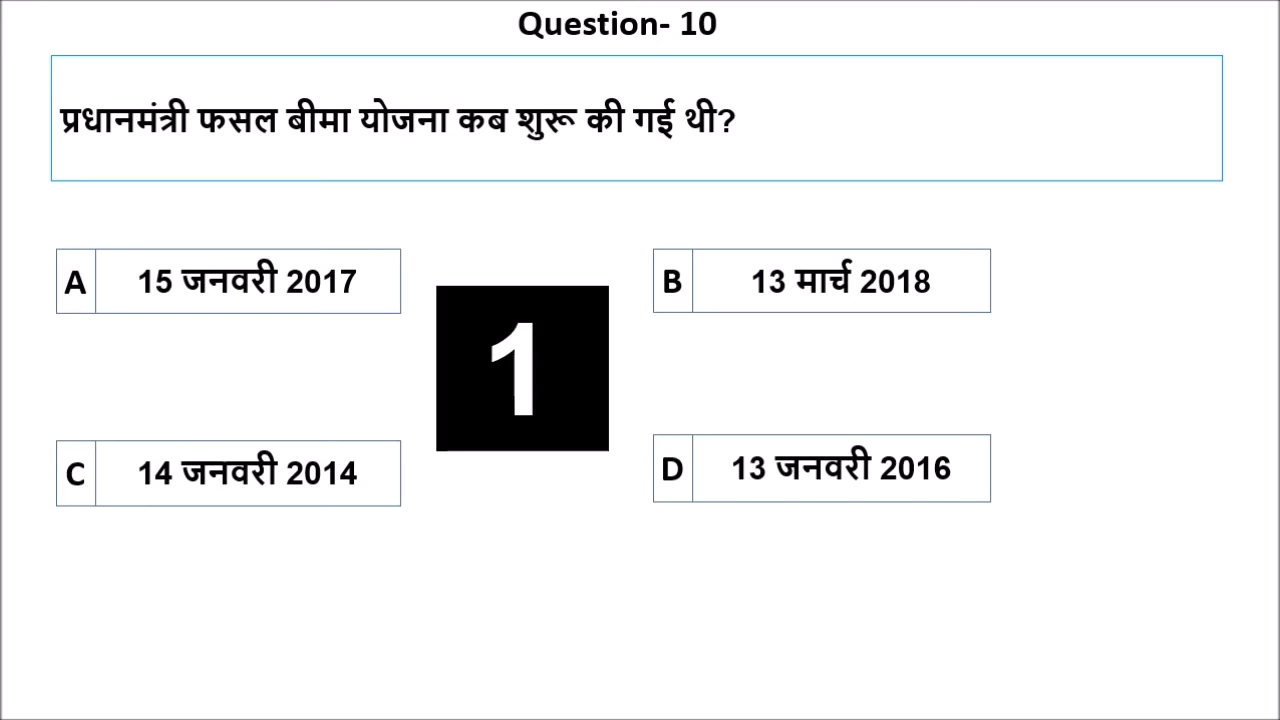 Question- 10
प्रधानमंत्री फसल बीमा योजना कब शुरू की गई थी?
A 15 जनवरी 2017
B 13 मार्च 2018
1
C 14 जनवरी 2014
D 13 जनवरी 2016